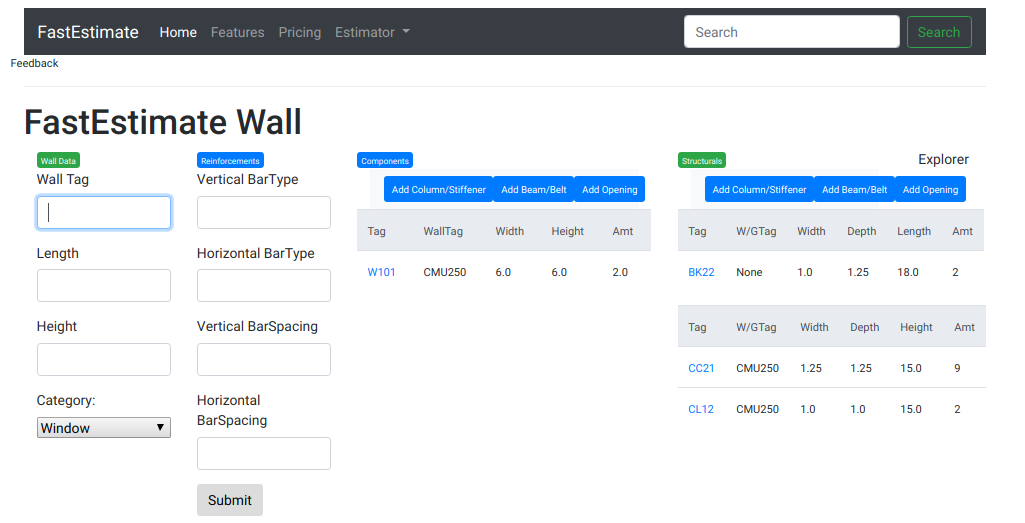 FastEstimate Home Features Pricing Estimator Search Search
Feedback
FastEstimate Wall
Wall Data
Wall Tag
Length
Height
Category:
Window
Reinforcements
Vertical BarType
Horizontal BarType
Vertical BarSpacing
Horizontal
BarSpacing
Submit
Components
Add Column/Stiffener Add Beam/Belt Add Opening
Tag WallTag Width Height Amt
W101 CMU250 6.0 6.0 2.0
Structurals Explorer
Add Column/Stiffener Add Beam/Belt Add Opening
Tag W/GTag Width Depth Length Amt
BK22 None 1.0 1.25 18.0 2
Tag W/GTag Width Depth Height Amt
CC21 CMU250 1.25 1.25 15.0 9
CL12 CMU250 1.0 1.0 15.0 2